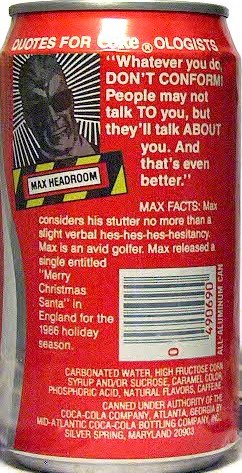 QUOTES FOR Coke® OLOGISTS
"Whatever you do,
DON'T CONFORM!
People may not
talk TO you, but
they'll talk ABOUT
you. And
that's even
better."
MAX HEADROOM
MAX FACTS: Max
considers his stutter no more than a
slight verbal hes-hes-hes-hesitancy.
Max is an avid golfer. Max released a
single entitled
"Merry
Christmas
Santa" in
England for the
1986 holiday
season.
0
490690
ALL-ALUMINUM CAN
CARBONATED WATER, HIGH FRUCTOSE CORN
SYRUP AND/OR SUCROSE, CARAMEL COLOR,
PHOSPHORIC ACID, NATURAL FLAVORS, CAFFEINE.
CANNED UNDER AUTHORITY OF THE
COCA-COLA COMPANY, ATLANTA, GEORGIA BY
MID-ATLANTIC COCA-COLA BOTTLING COMPANY, INC.
SILVER SPRING, MARYLAND 20903